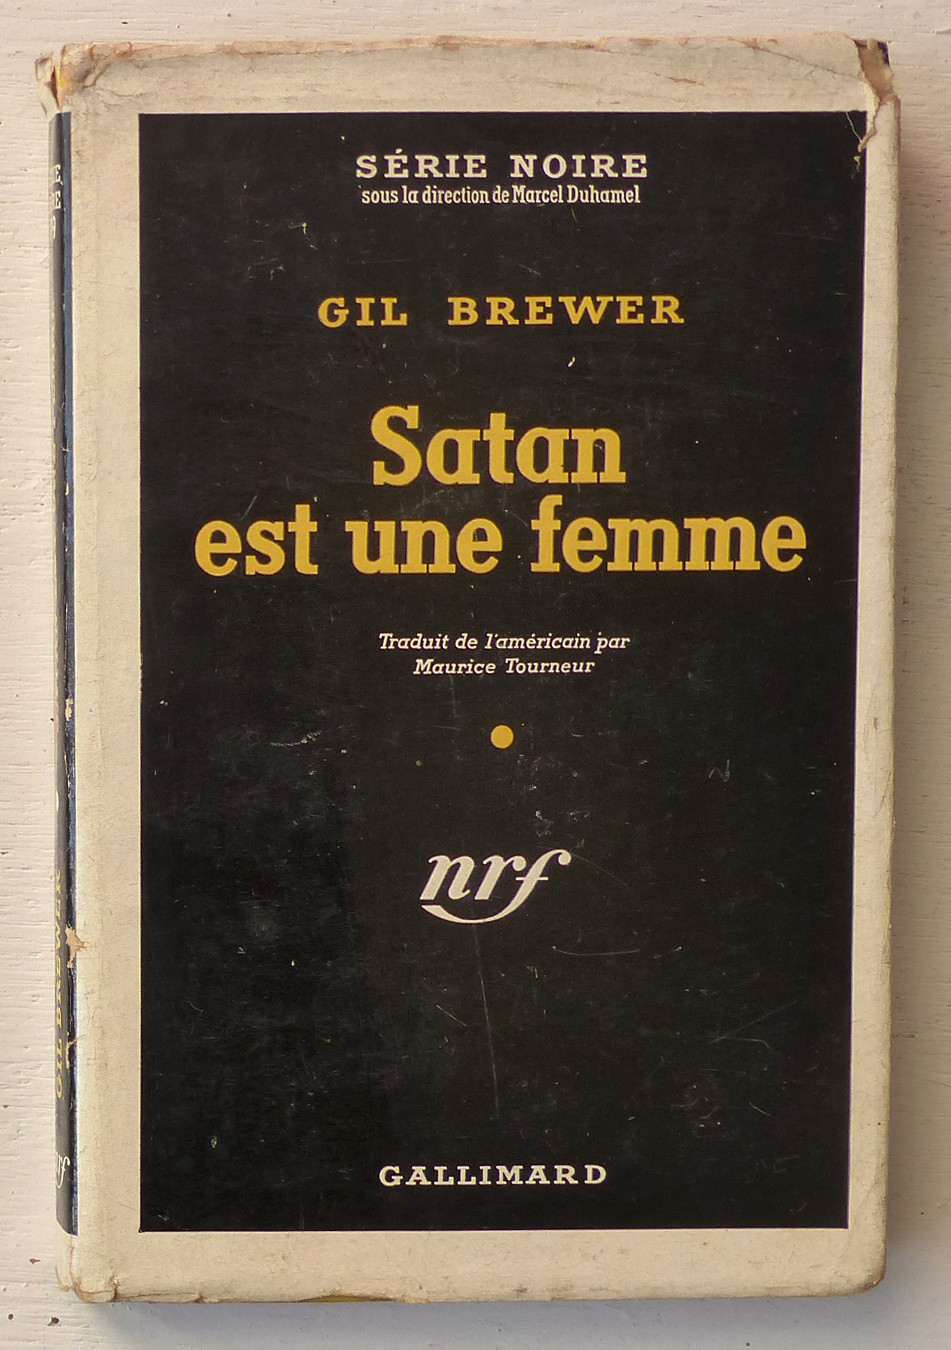 SÉRIE NOIRE
sous la direction de Marcel Duhamel
GIL BREWER
Satan
est une femme
Traduit de l'américain par
Maurice Tourneur
nrf
GALLIMARD
GIL BREWER
nrf